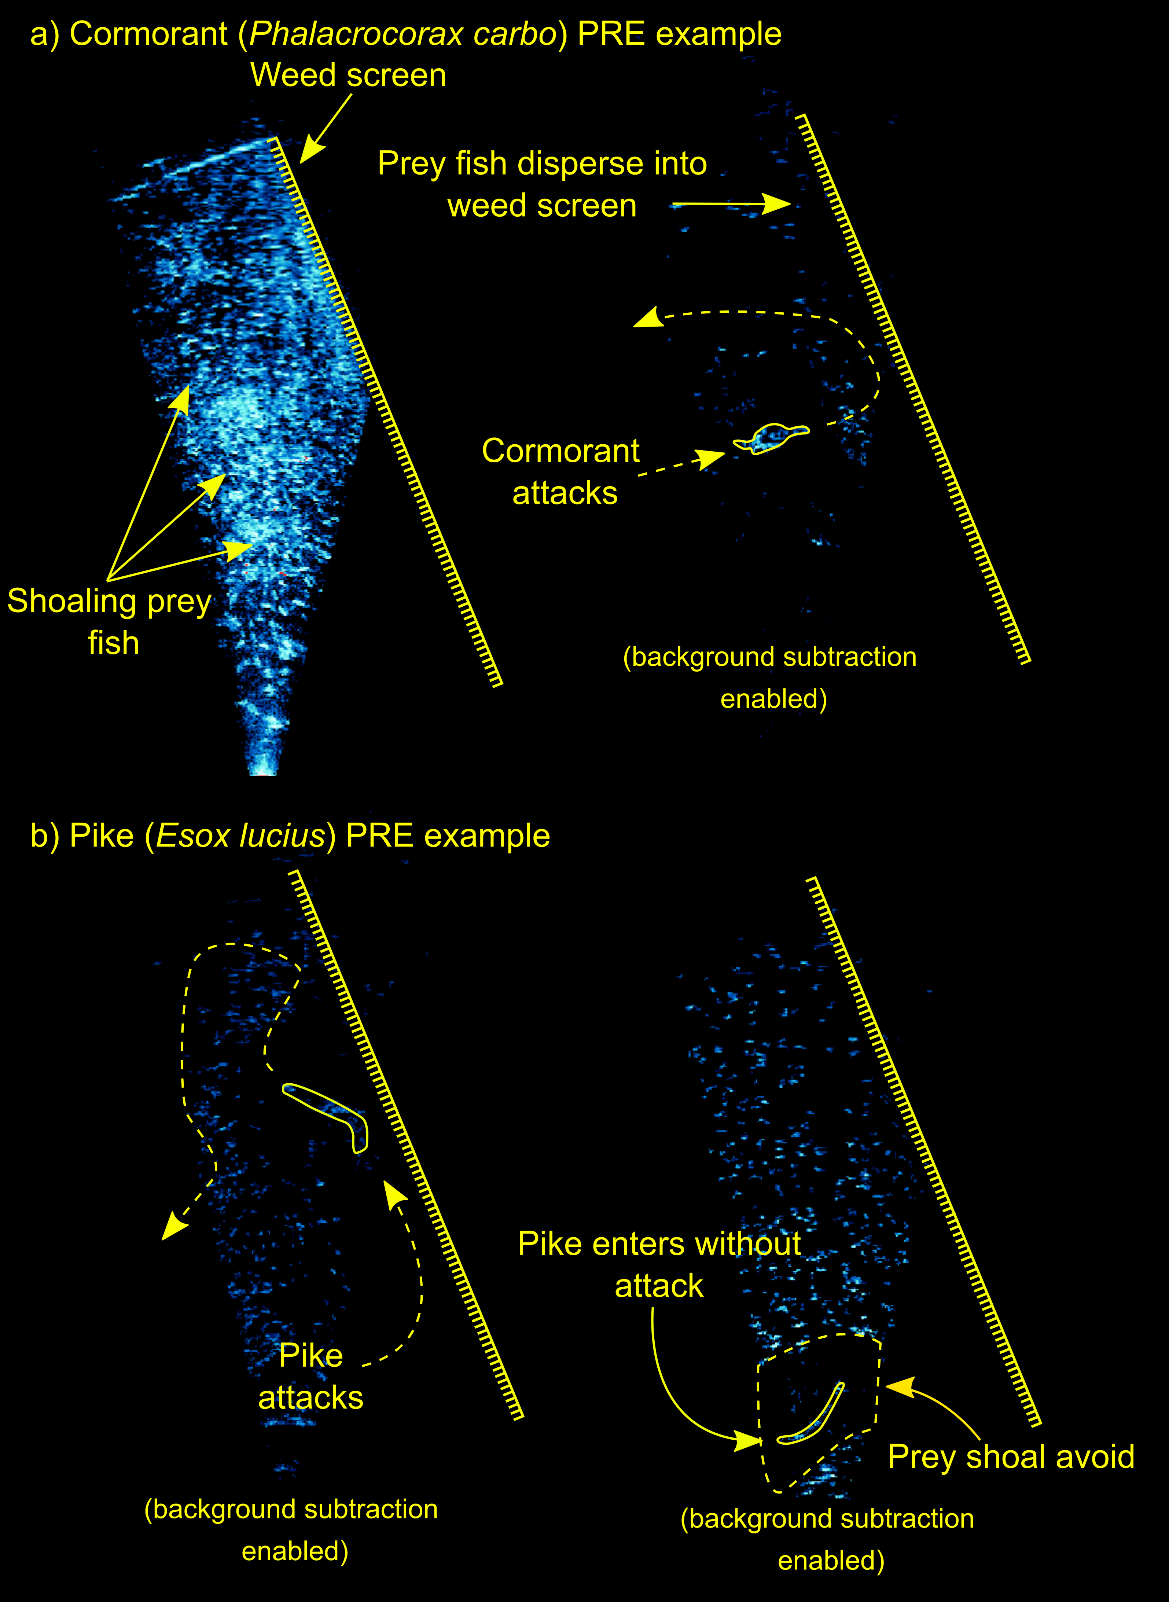 a) Cormorant (Phalacrocorax carbo) PRE example
Weed screen
Prey fish disperse into
weed screen
Cormorant
attacks
Shoaling prey
fish
(background subtraction
enabled)
b) Pike (Esox lucius) PRE example
Pike enters without
attack
Pike
attacks
Prey shoal avoid
(background subtraction
enabled)
(background subtraction
enabled)